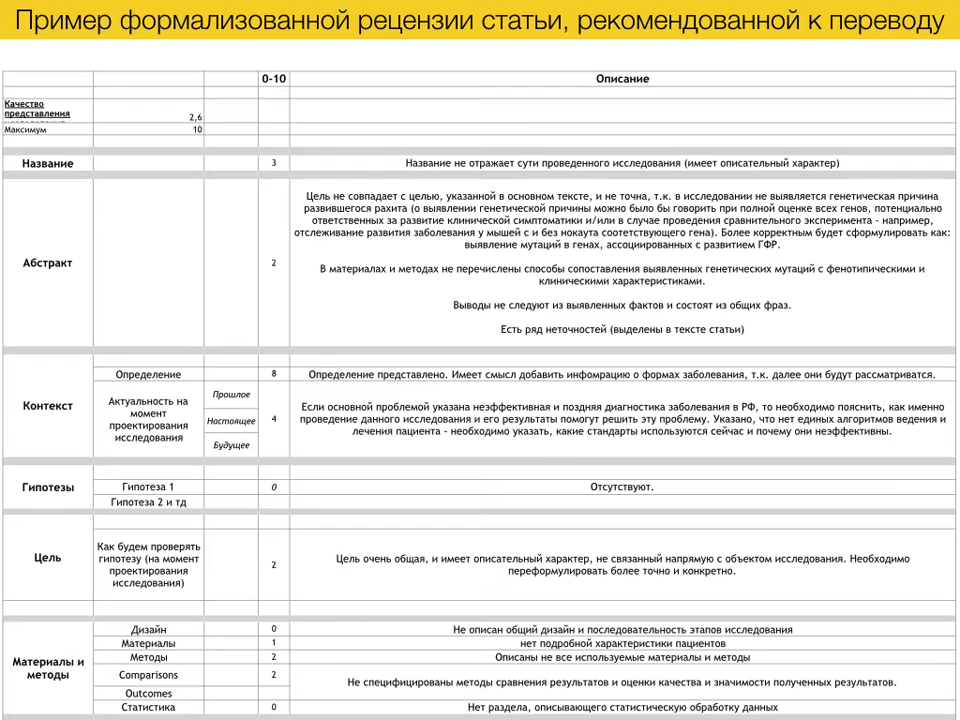 Пример формализованной рецензии статьи, рекомендованной к переводу
0-10
Описание
Качество
представления
2,6
Максимум
10
Название
3
Название не отражает сути проведенного исследования (имеет описательный характер)
Абстракт
2
Цель не совпадает с целью, указанной в основном тексте, и не точна, т.к. в исследовании не выявляется генетическая причина
развившегося рахита (о выявлении генетической причины можно было бы говорить при полной оценке всех генов, потенциально
ответственных за развитие клинической симптоматики и/или в случае проведения сравнительного эксперимента - например,
отслеживание развития заболевания у мышей с и без нокаута соотетствующего гена). Более корректным будет сформулировать как:
выявление мутаций в генах, ассоциированных с развитием ГФР.
В материалах и методах не перечислены способы сопоставления выявленных генетических мутаций с фенотипическими и
клиническими характеристиками.
Выводы не следуют из выявленных фактов и состоят из общих фраз.
Есть ряд неточностей (выделены в тексте статьи)
Контекст
Определение
8
Определение представлено. Имеет смысл добавить инфомрацию о формах заболевания, т.к. далее они будут рассматриватся.
Актуальность на
момент
проектирования
исследования
Прошлое
Настоящее
Будущее
4
Если основной проблемой указана неэффективная и поздняя диагностика заболевания в РФ, то необходимо пояснить, как именно
проведение данного исследования и его результаты помогут решить эту проблему. Указано, что нет единых алгоритмов ведения и
лечения пациента - необходимо указать, какие стандарты используются сейчас и почему они неэффективны.
Гипотезы
Гипотеза 1
0
Отсутствуют.
Гипотеза 2 и тд
Цель
Как будем проверять
гипотезу (на момент
проектирования
исследования)
2
Цель очень общая, и имеет описательный характер, не связанный напрямую с объектом исследования. Необходимо
переформулировать более точно и конкретно.
Материалы и
методы
Дизайн
0
Не описан общий дизайн и последовательность этапов исследования
Материалы
1
нет подробной характеристики пациентов
Методы
2
Описаны не все используемые материалы и методы
Comparisons
2
Не специфицированы методы сравнения результатов и оценки качества и значимости полученных результатов.
Outcomes
Статистика
0
Нет раздела, описывающего статистическую обработку данных